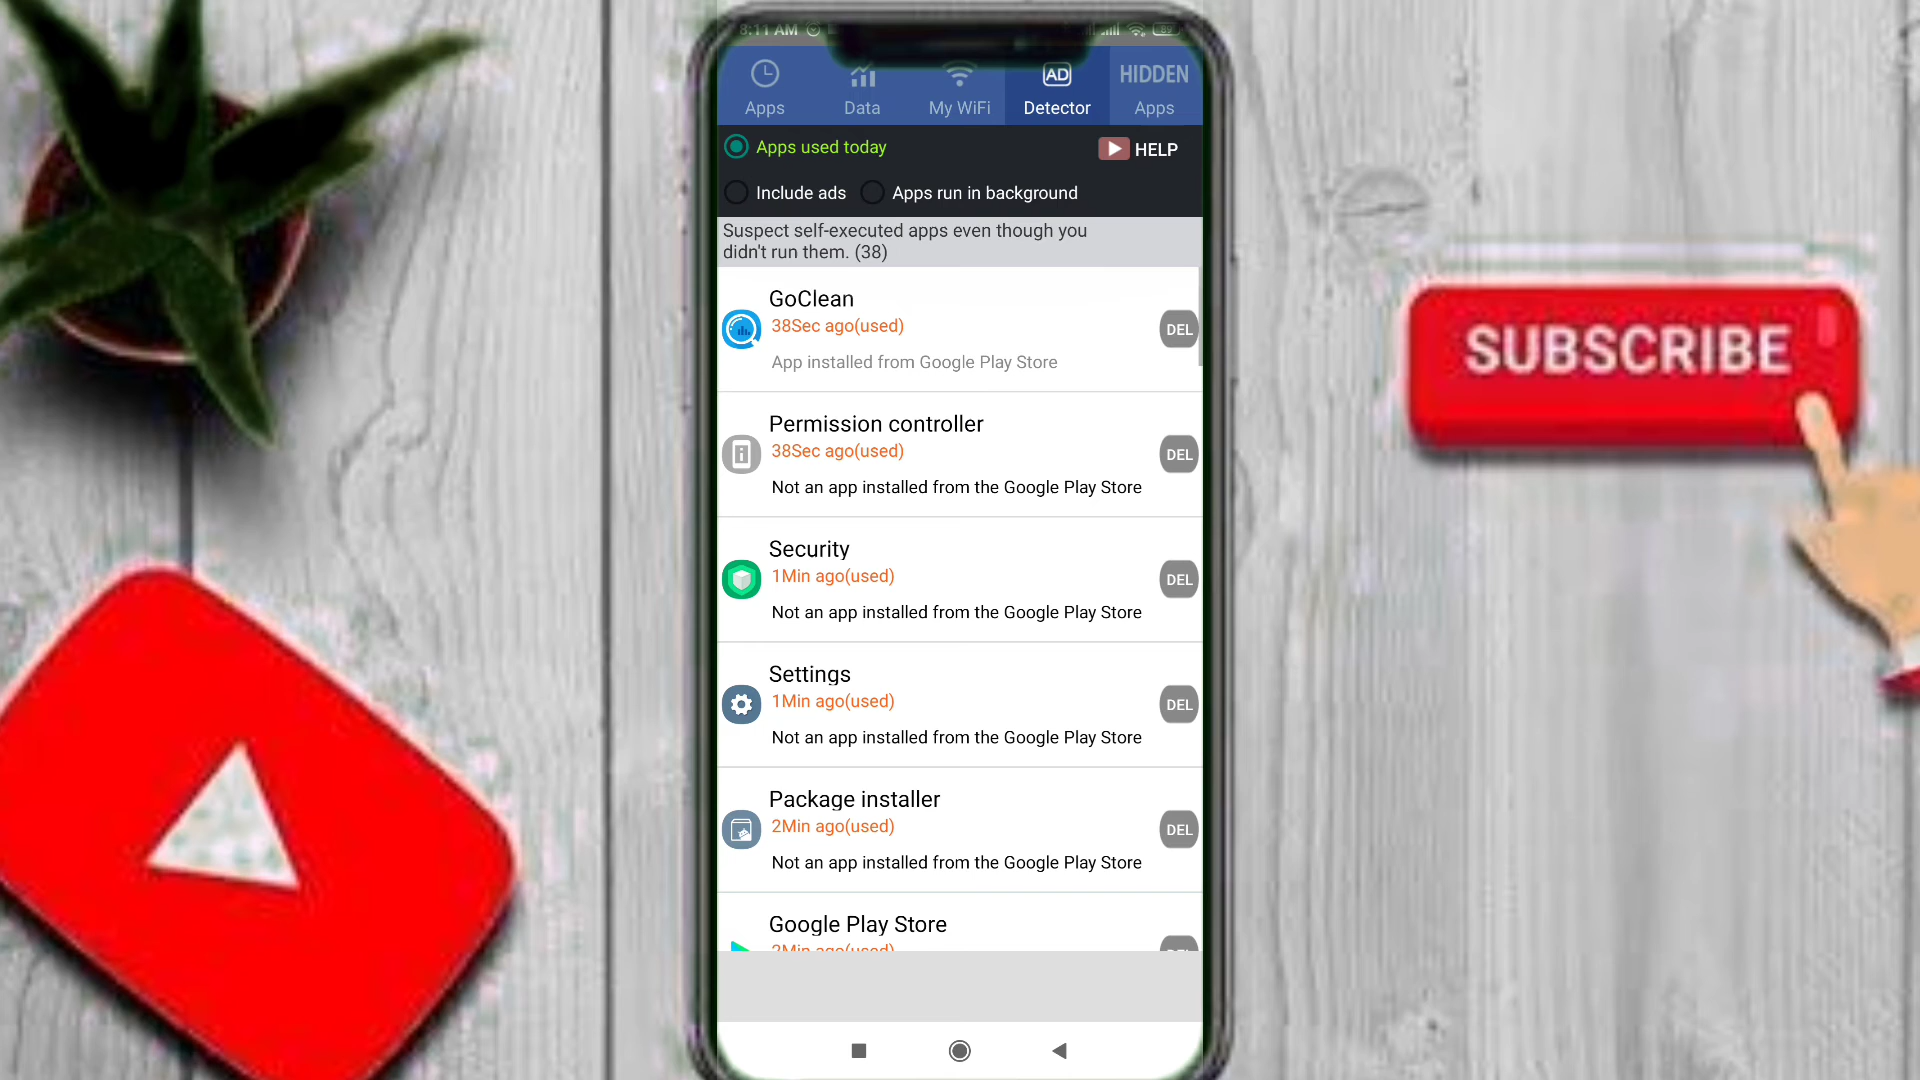 8:11 AM
Apps
Data
My WiFi
AD
Detector
HIDDEN
Apps
Apps used today
HELP
Include ads
Apps run in background
Suspect self-executed apps even though you
didn't run them. (38)
GoClean
38Sec ago(used)
DEL
App installed from Google Play Store
Permission controller
38Sec ago(used)
DEL
Not an app installed from the Google Play Store
Security
1Min ago(used)
DEL
Not an app installed from the Google Play Store
Settings
1Min ago(used)
DEL
Not an app installed from the Google Play Store
Package installer
2Min ago(used)
DEL
Not an app installed from the Google Play Store
Google Play Store
2Min ago(used)
DEL
SUBSCRIBE